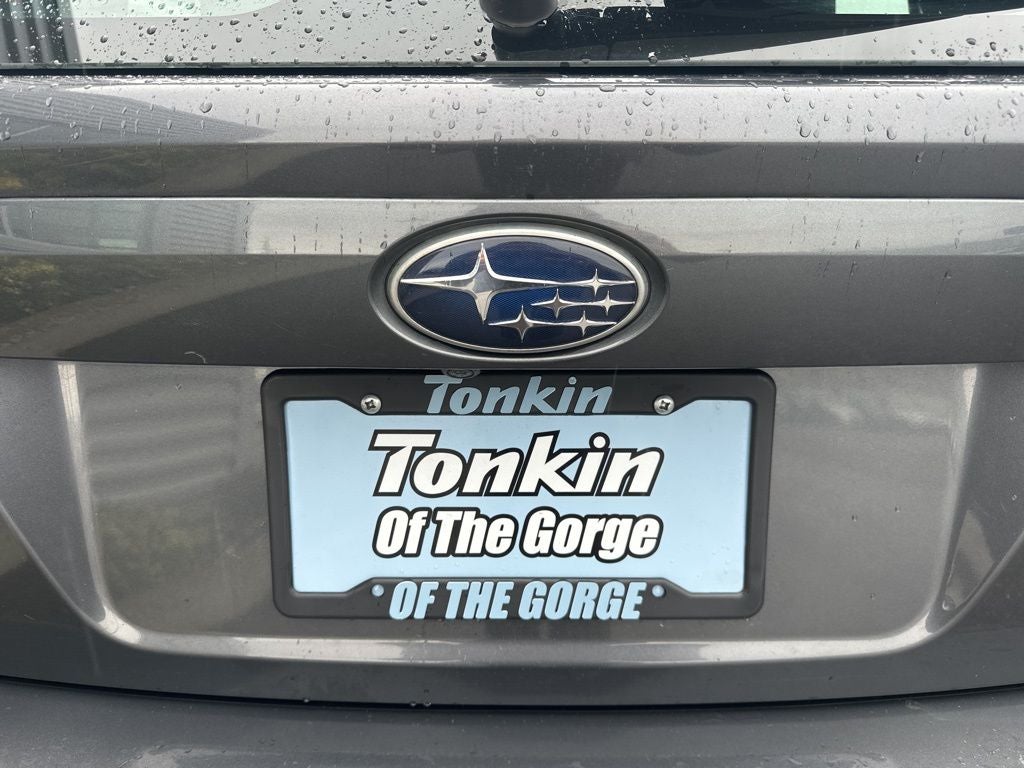 Tonkin
Tonkin
Of The Gorge
OF THE GORGE